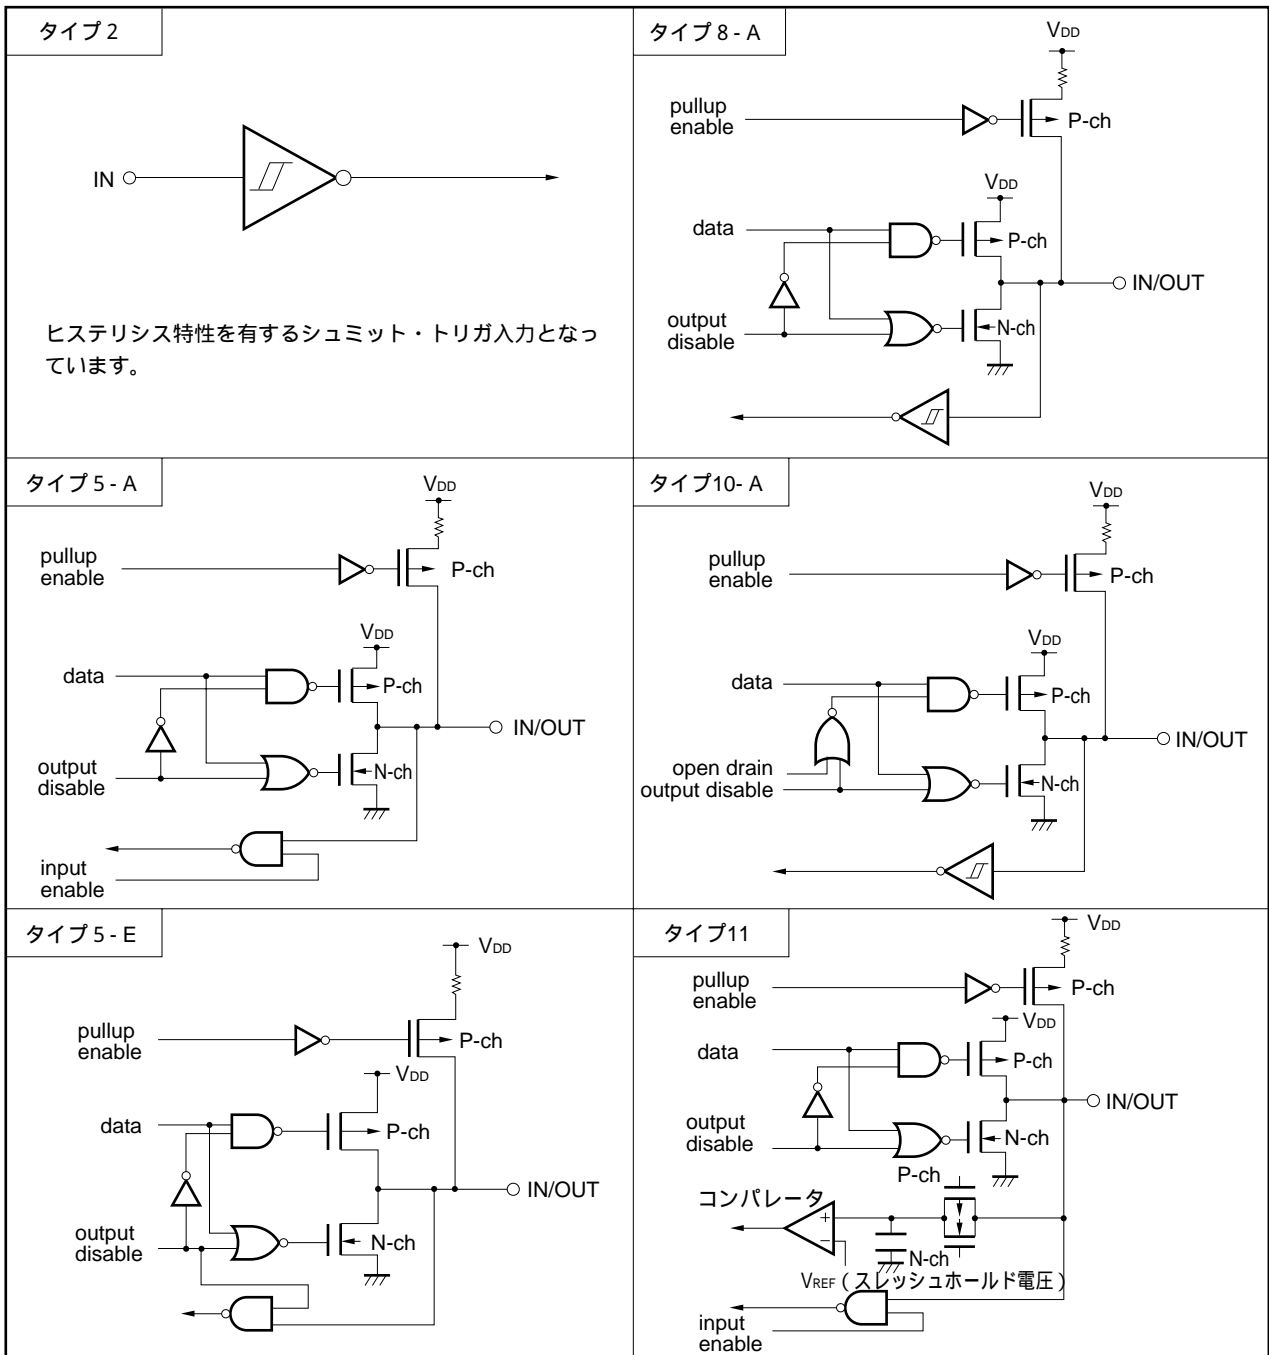 タイプ 2
IN
ヒステリシス特性を有するシュミット・トリガ入力となっ
ています。
タイプ 8 - A
VDD
pullup
enable
P-ch
VDD
data
P-ch
IN/OUT
output
disable
N-ch
タイプ 5 - A
VDD
pullup
enable
P-ch
VDD
data
P-ch
IN/OUT
output
disable
N-ch
input
enable
タイプ10- A
VDD
pullup
enable
P-ch
VDD
data
P-ch
IN/OUT
open drain
output disable
N-ch
タイプ 5 - E
VDD
pullup
enable
P-ch
VDD
data
P-ch
IN/OUT
output
disable
N-ch
タイプ11
VDD
pullup
enable
P-ch
VDD
data
P-ch
IN/OUT
output
disable
N-ch
P-ch
コンパレータ
+
−
N-ch
VREF（スレッシュホールド電圧）
input
enable